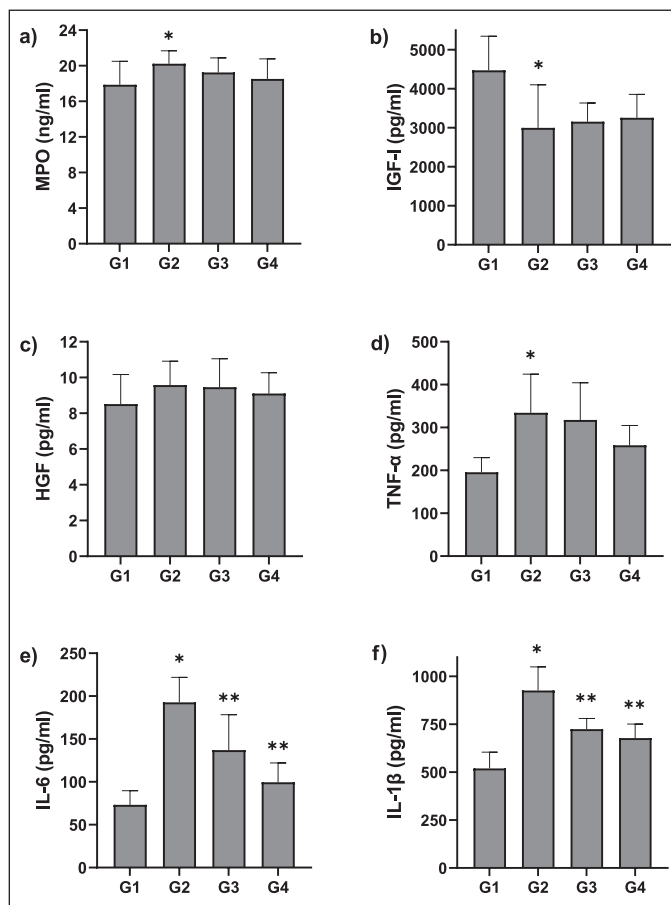 a)
MPO (ng/ml)
24
20
16
12
8
4
0
*
G1 G2 G3 G4
b)
IGF-I (pg/ml)
5000
4000
3000
2000
1000
0
*
G1 G2 G3 G4
c)
HGF (pg/ml)
12
10
8
6
4
2
0
G1 G2 G3 G4
d)
TNF-α (pg/ml)
500
400
300
200
100
0
*
G1 G2 G3 G4
e)
IL-6 (pg/ml)
250
200
150
100
50
0
* ** **
G1 G2 G3 G4
f)
IL-1β (pg/ml)
1000
750
500
250
0
* ** **
G1 G2 G3 G4